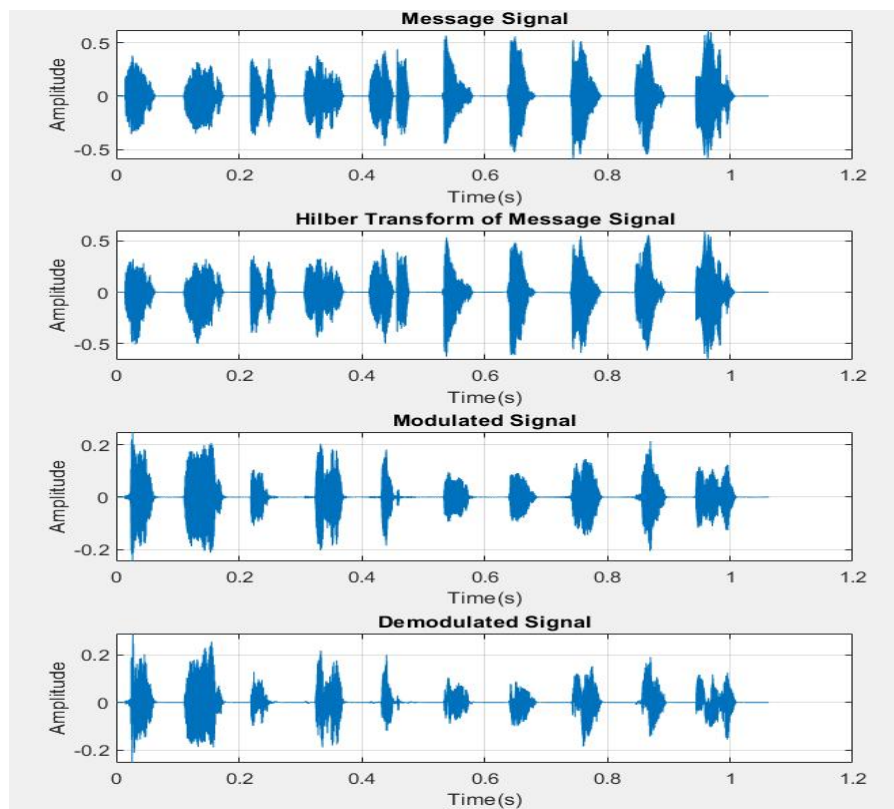 Message Signal
0.5
0
-0.5
Amplitude
0 0.2 0.4 0.6 0.8 1 1.2
Time(s)
Hilber Transform of Message Signal
0.5
0
-0.5
Amplitude
0 0.2 0.4 0.6 0.8 1 1.2
Time(s)
Modulated Signal
0.2
0
-0.2
Amplitude
0 0.2 0.4 0.6 0.8 1 1.2
Time(s)
Demodulated Signal
0.2
0
-0.2
Amplitude
0 0.2 0.4 0.6 0.8 1 1.2
Time(s)